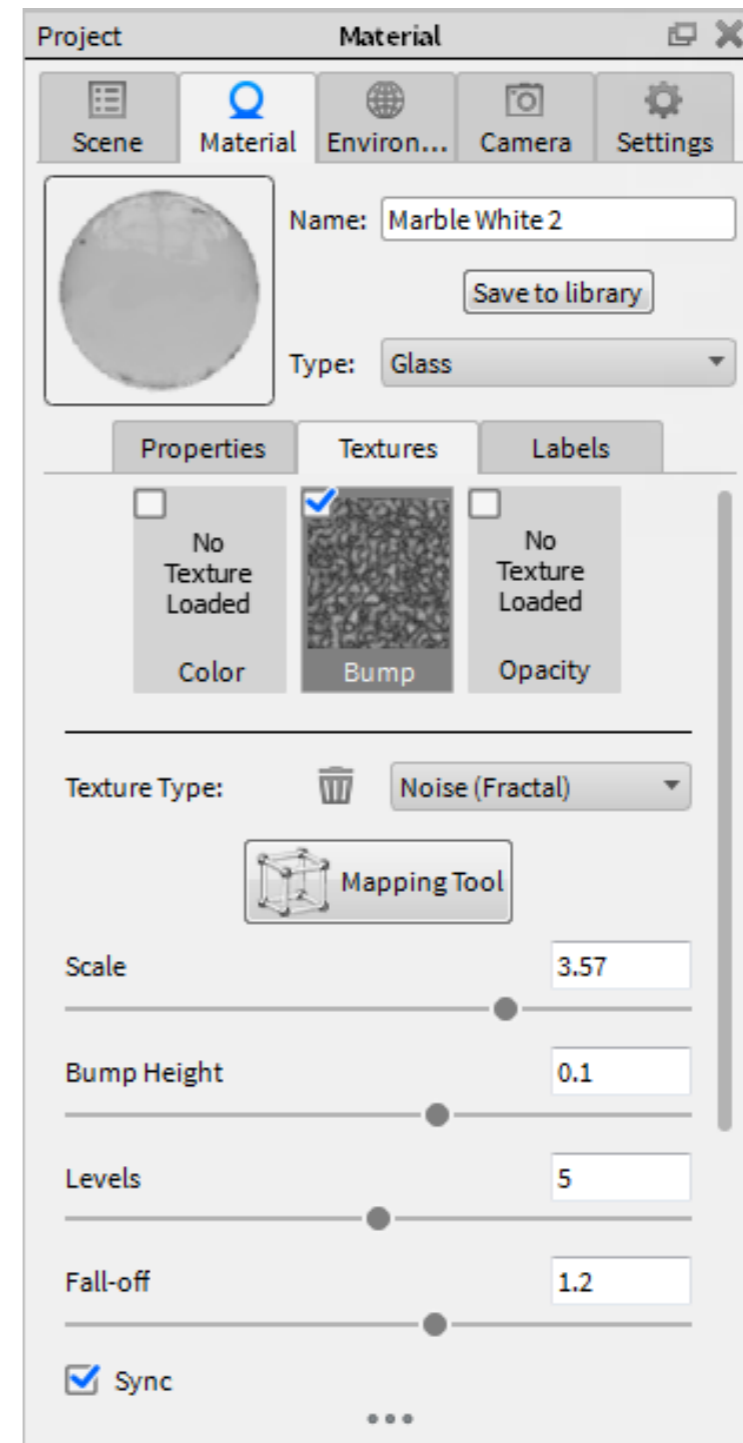 Project Material
Scene Material Environ... Camera Settings
Name: Marble White 2
Save to library
Type: Glass
Properties Textures Labels
No
Texture
Loaded
Color
Bump
No
Texture
Loaded
Opacity
Texture Type: Noise (Fractal)
Mapping Tool
Scale 3.57
Bump Height 0.1
Levels 5
Fall-off 1.2
Sync